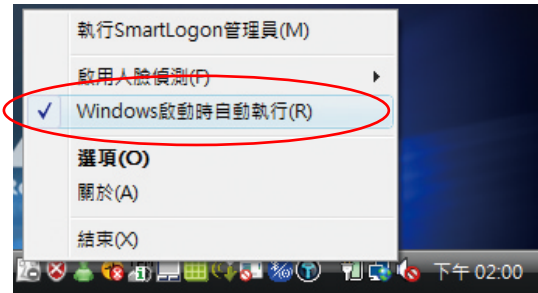 執行SmartLogon管理員(M)
啟用人臉偵測(F)
Windows啟動時自動執行(R)
選項(O)
關於(A)
結束(X)
下午 02:00